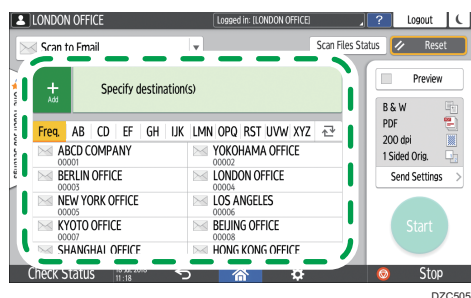 LONDON OFFICE
Logged in: [LONDON OFFICE]
?
Logout
Scan to Email
Scan Files Status
Reset
+
Add
Specify destination(s)
Preview
Freq. AB CD EF GH IJK LMN OPQ RST UVW XYZ
ABCD COMPANY
00001
YOKOHAMA OFFICE
00002
BERLIN OFFICE
00003
LONDON OFFICE
00004
NEW YORK OFFICE
00005
LOS ANGELES
00006
KYOTO OFFICE
00007
BEIJING OFFICE
00008
SHANGHAI OFFICE
HONG KONG OFFICE
B & W
PDF
200 dpi
1 Sided Orig.
Send Settings
Start
Check Status
2018
11:18
Stop
DZC505